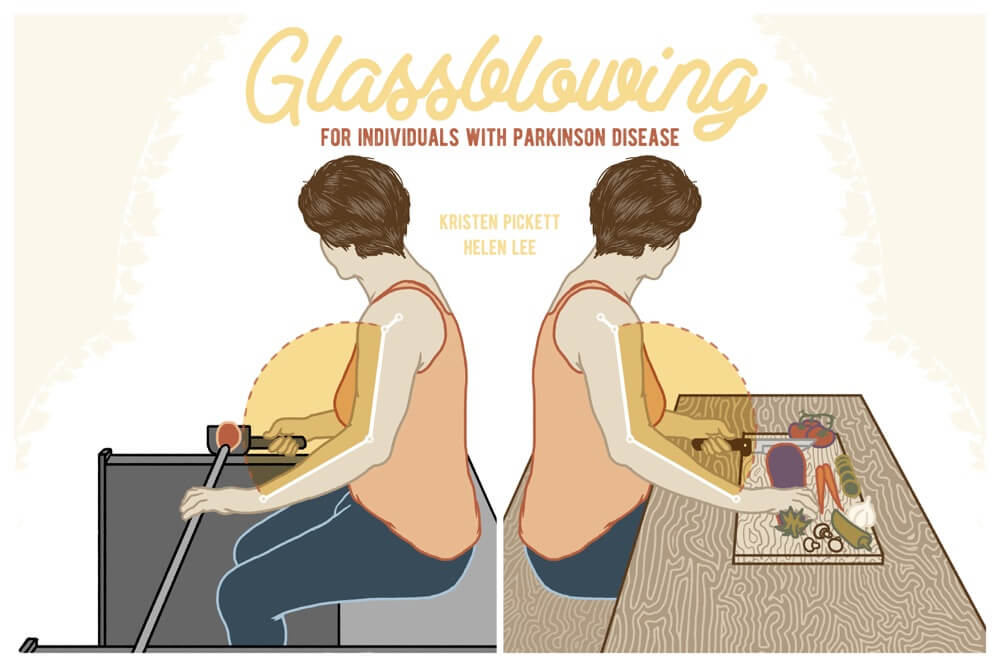 Glassblowing
FOR INDIVIDUALS WITH PARKINSON DISEASE
KRISTEN PICKETT
HELEN LEE